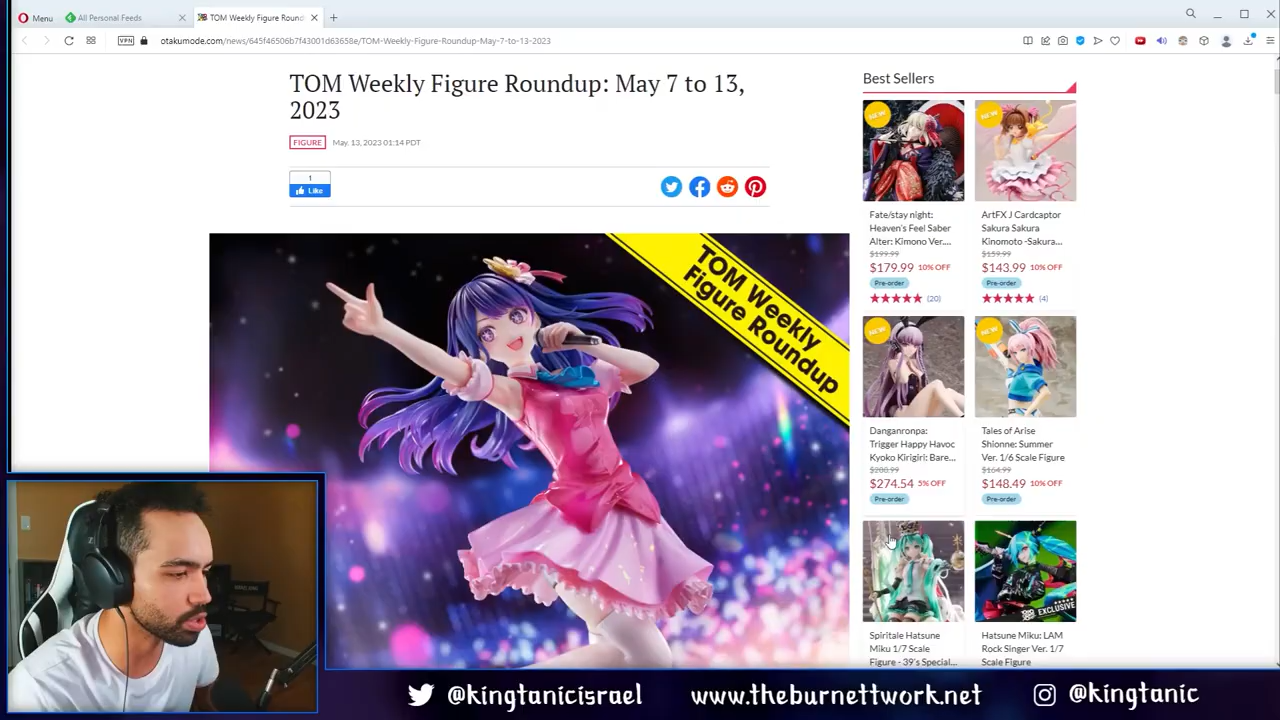 Menu
All Personal Feeds
TOM Weekly Figure Round
VPN
otakumode.com/news/645f46506b7f43001d63658e/TOM-Weekly-Figure-Roundup-May-7-to-13-2023
TOM Weekly Figure Roundup: May 7 to 13,
2023
FIGURE
May. 13, 2023 01:14 PDT
1
Like
TOM Weekly
Figure Roundup
Best Sellers
NEW
NEW
Fate/stay night:
Heaven's Feel Saber
Alter: Kimono Ver....
$199.99
$179.99 10% OFF
Pre-order
(20)
ArtFX J Cardcaptor
Sakura Sakura
Kinomoto -Sakura...
$159.99
$143.99 10% OFF
Pre-order
(4)
NEW
NEW
Danganronpa:
Trigger Happy Havoc
Kyoko Kirigiri: Bare...
$288.99
$274.54 5% OFF
Pre-order
Tales of Arise
Shionne: Summer
Ver. 1/6 Scale Figure
$164.99
$148.49 10% OFF
Pre-order
EXCLUSIVE
Spiritale Hatsune
Miku 1/7 Scale
Figure - 39's Special...
Hatsune Miku: LAM
Rock Singer Ver. 1/7
Scale Figure
@kingtanicisrael
www.theburnettwork.net
@kingtanic